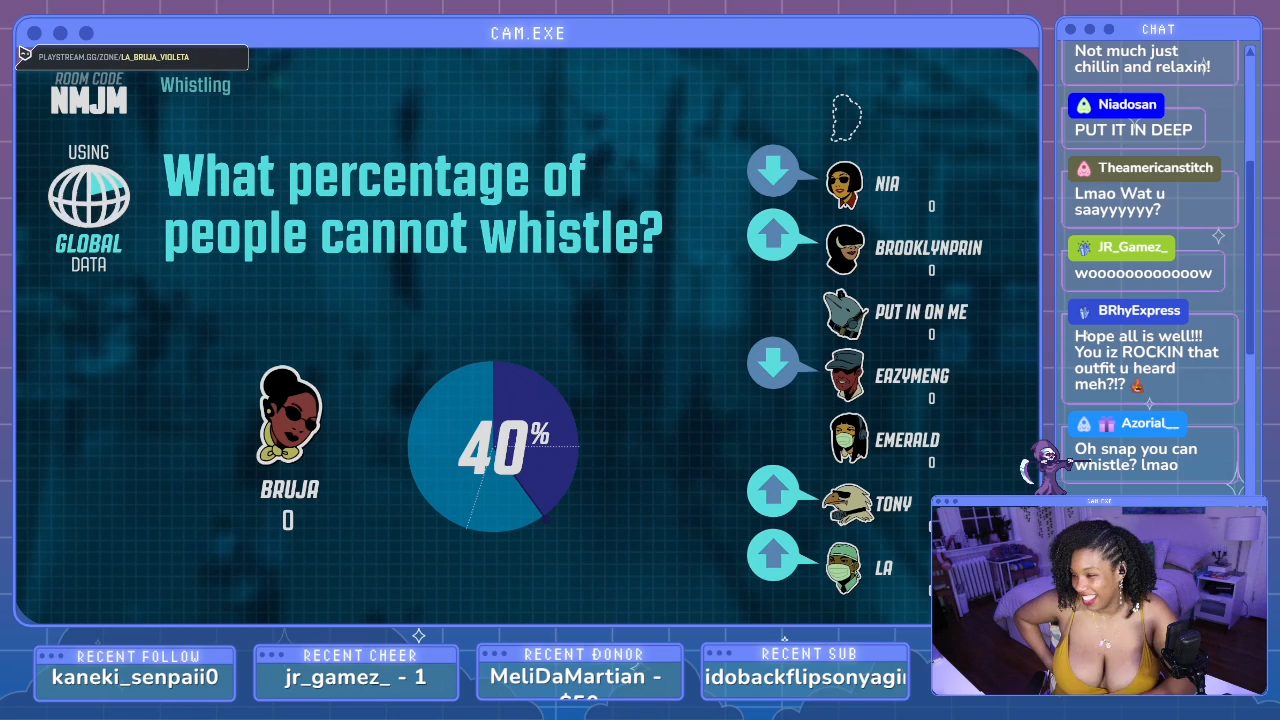 CAM.EXE
PLAYSTREAM.GG/ZONE/LA_BRUJA_VIOLETA
ROOM CODE
NMJM
Whistling
USING
GLOBAL
DATA
What percentage of
people cannot whistle?
BRUJA
0
40%
NIA
0
BROOKLYNPRIN
0
PUT IN ON ME
0
EAZYMENG
0
EMERALD
0
TONY
LA
CHAT
Not much just
chillin and relaxin!
Niadosan
PUT IT IN DEEP
Theamericanstitch
Lmao Wat u
saayyyyyy?
JR_Gamez_
woooooooooooow
BRhyExpress
Hope all is well!!!
You iz ROCKIN that
outfit u heard
meh?!? 💩
Azorial__
Oh snap you can
whistle? lmao
CAM.EXE
RECENT FOLLOW
kaneki_senpaii0
RECENT CHEER
jr_gamez_ - 1
RECENT DONOR
MeliDaMartian -
RECENT SUB
idobackflipsonyagi